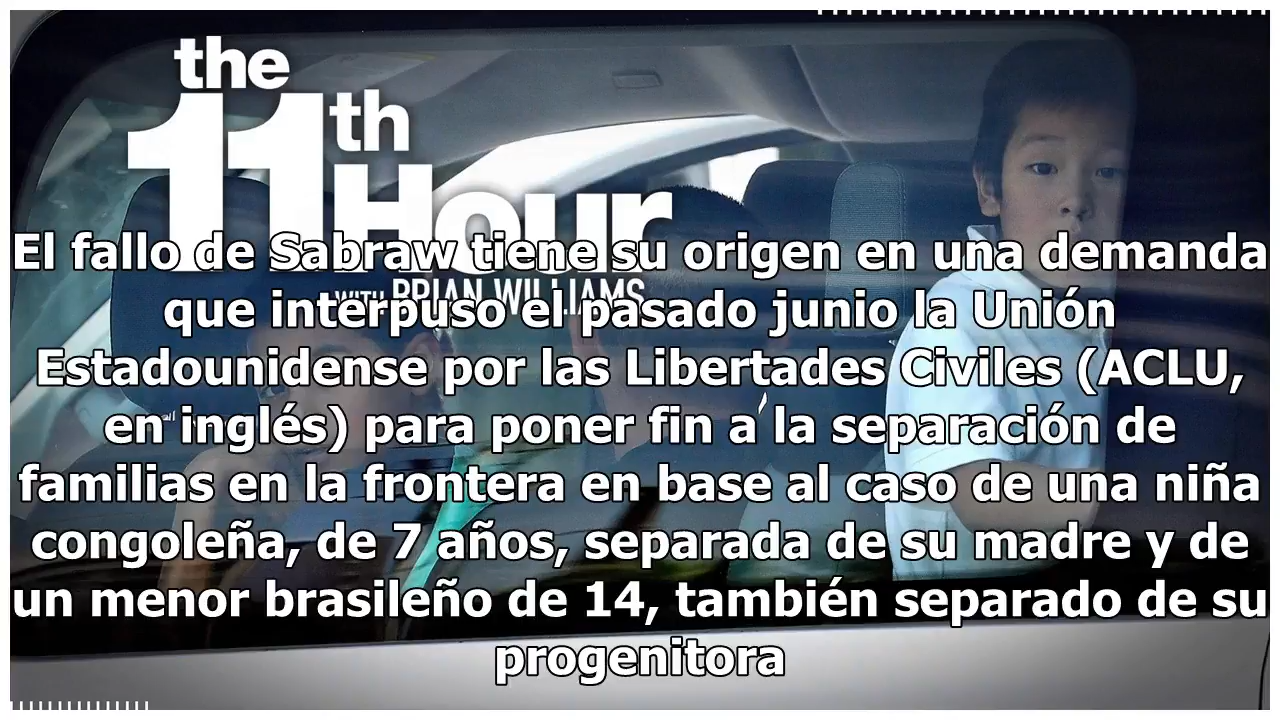 the
11th
Hour
WITH BRIAN WILLIAMS
El fallo de Sabraw tiene su origen en una demanda
que interpuso el pasado junio la Unión
Estadounidense por las Libertades Civiles (ACLU,
en inglés) para poner fin a la separación de
familias en la frontera en base al caso de una niña
congoleña, de 7 años, separada de su madre y de
un menor brasileño de 14, también separado de su
progenitora